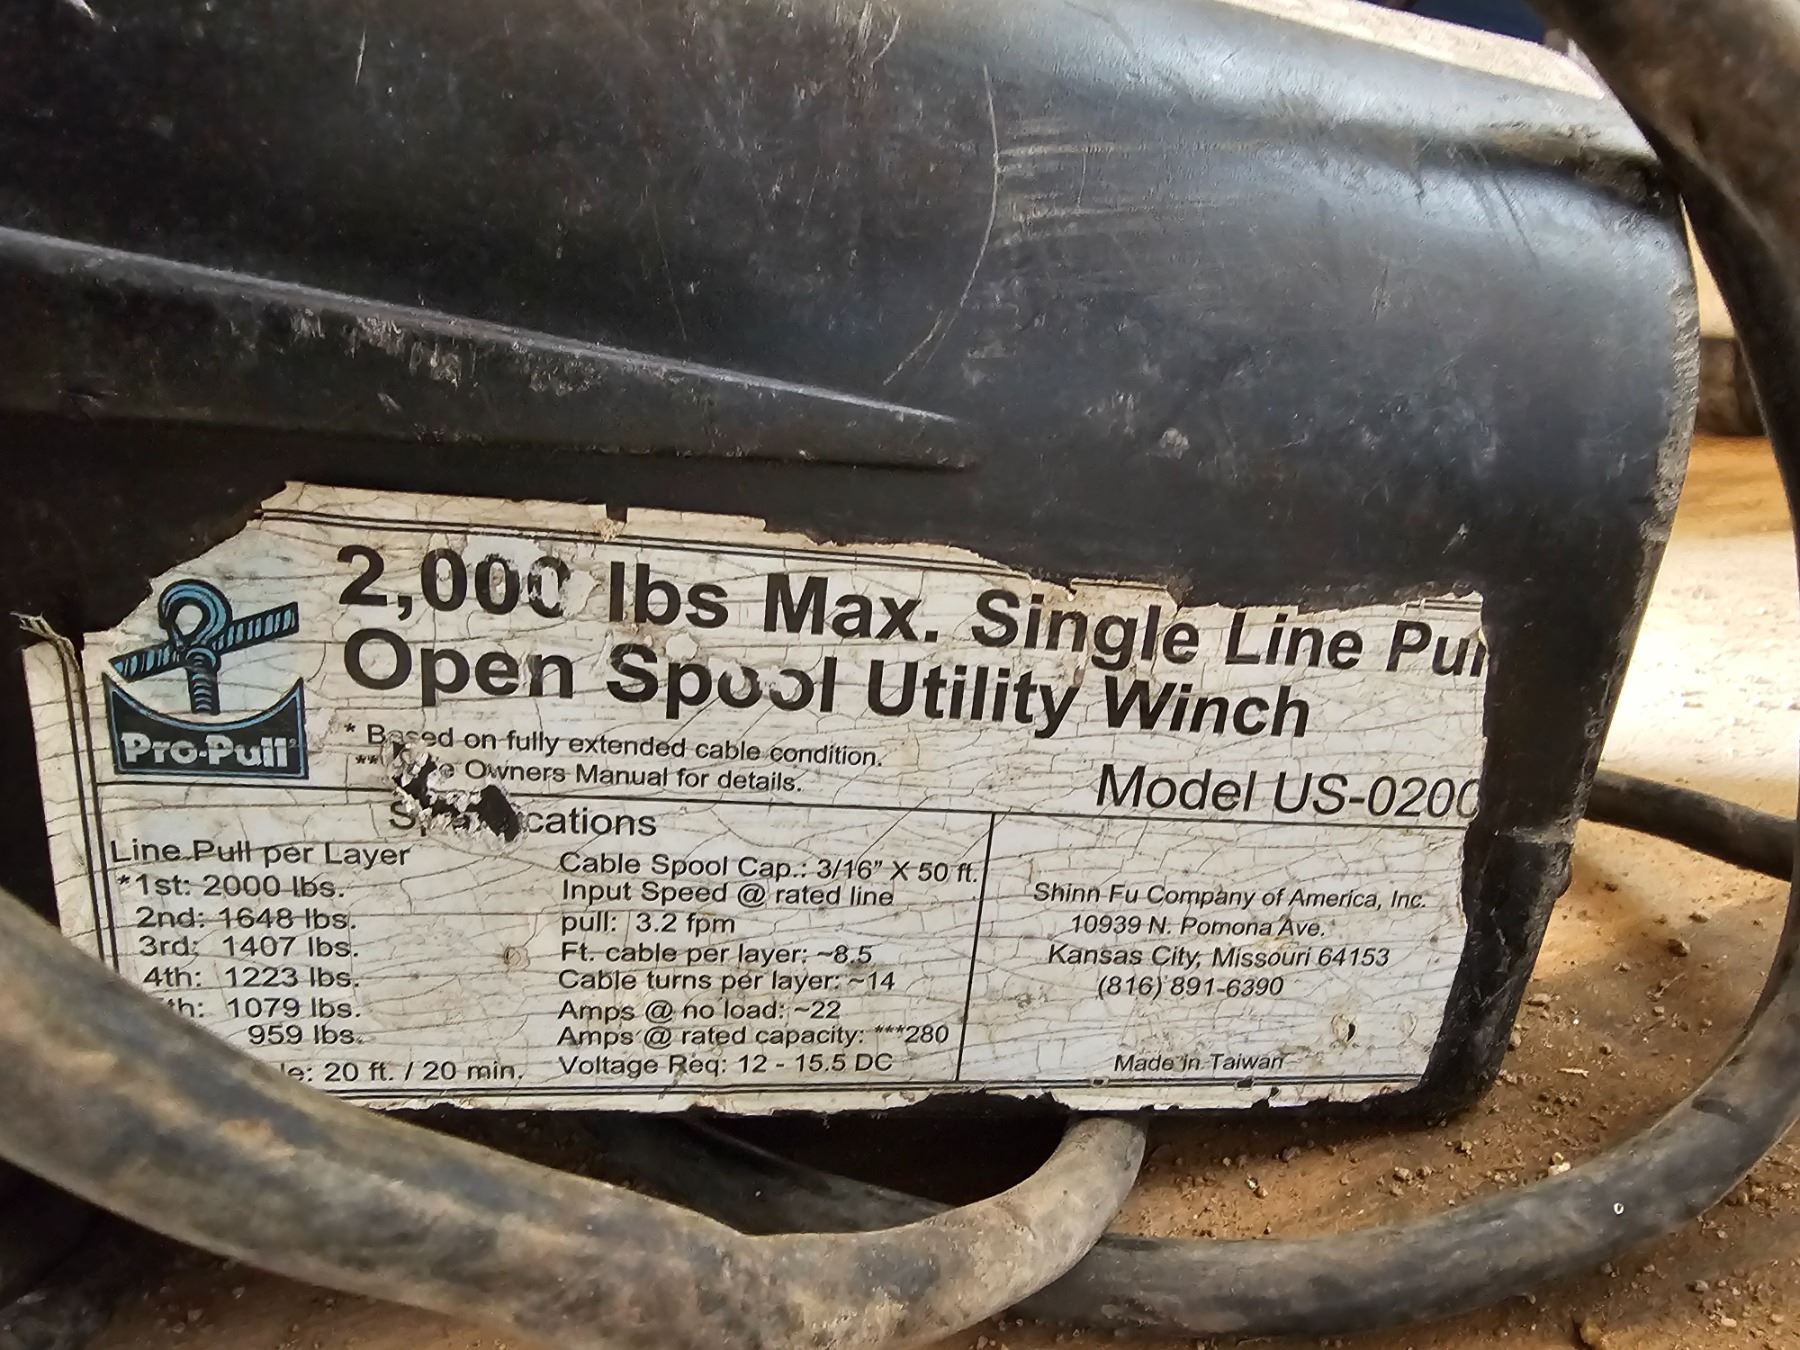 2,000 lbs Max. Single Line Pul
Open Spool Utility Winch
Pro-Pull
* Based on fully extended cable condition.
** Owners Manual for details.
Model US-0200
Specifications
Line Pull per Layer
*1st: 2000 lbs.
2nd: 1648 lbs.
3rd: 1407 lbs.
4th: 1223 lbs.
th: 1079 lbs.
959 lbs.
le: 20 ft. / 20 min.
Cable Spool Cap.: 3/16” X 50 ft.
Input Speed @ rated line
pull: 3.2 fpm
Ft. cable per layer: ~8.5
Cable turns per layer: ~14
Amps @ no load: ~22
Amps @ rated capacity: ***280
Voltage Req: 12 - 15.5 DC
Shinn Fu Company of America, Inc.
10939 N. Pomona Ave.
Kansas City, Missouri 64153
(816) 891-6390
Made in Taiwan